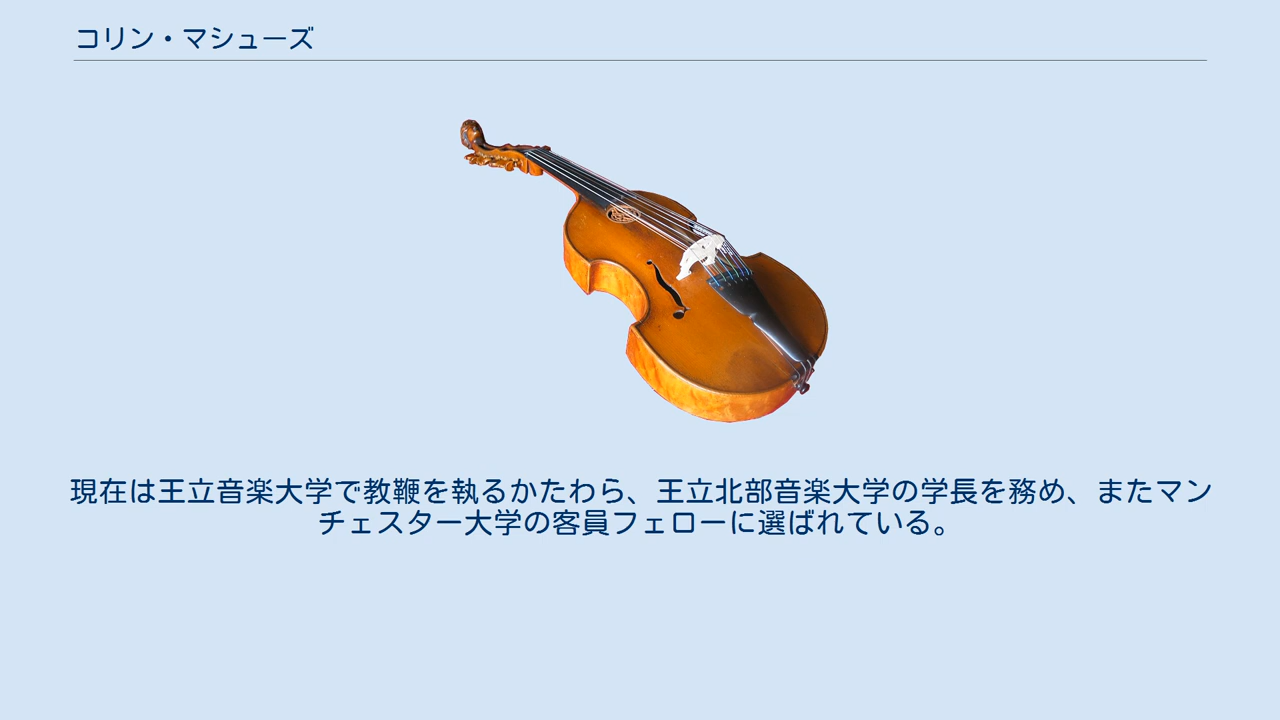 コリン・マシューズ
現在は王立音楽大学で教鞭を執るかたわら、王立北部音楽大学の学長を務め、またマン
チェスター大学の客員フェローに選ばれている。